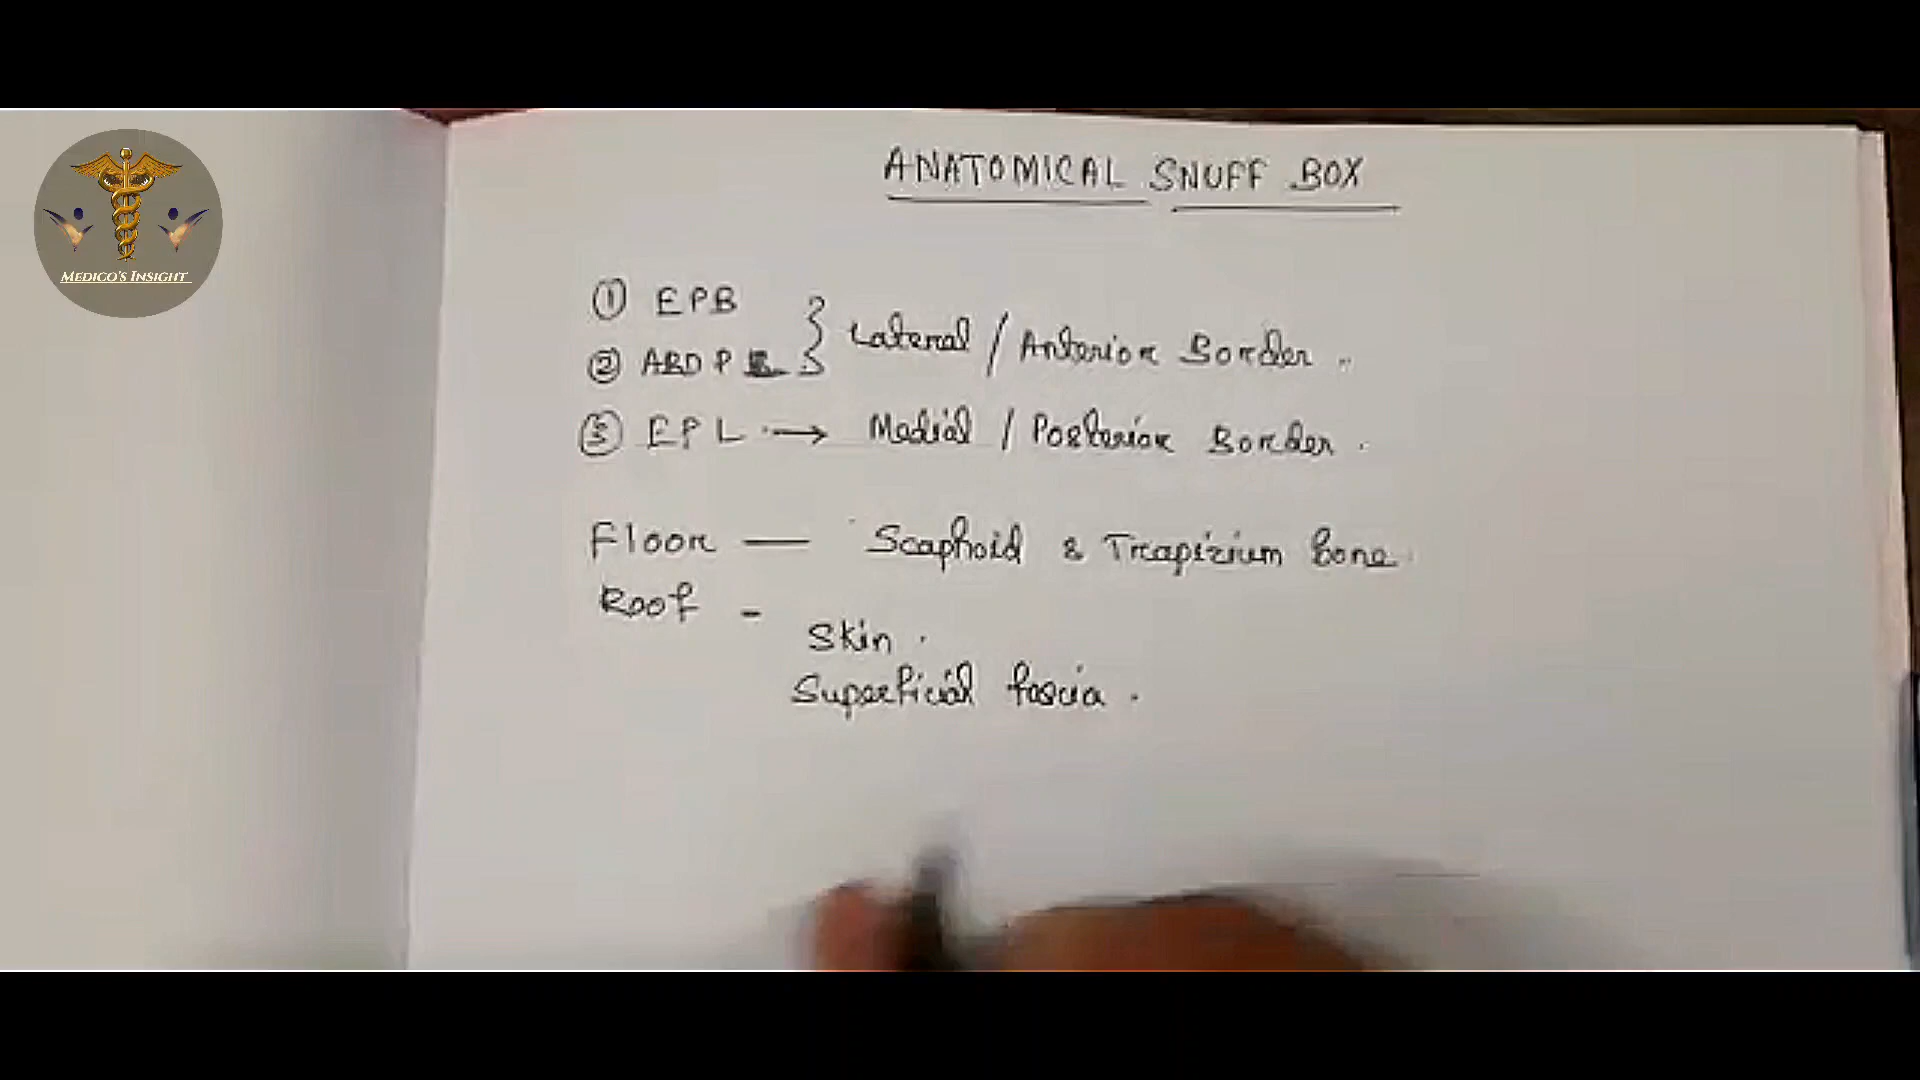 MEDICO'S INSIGHT
ANATOMICAL SNUFF BOX
① EPB
② ABD P L } Lateral / Anterior Border.
③ EPL → Medial / Posterior Border.
Floor — Scaphoid & Trapizium bone.
Roof -
Skin.
Superficial fascia.